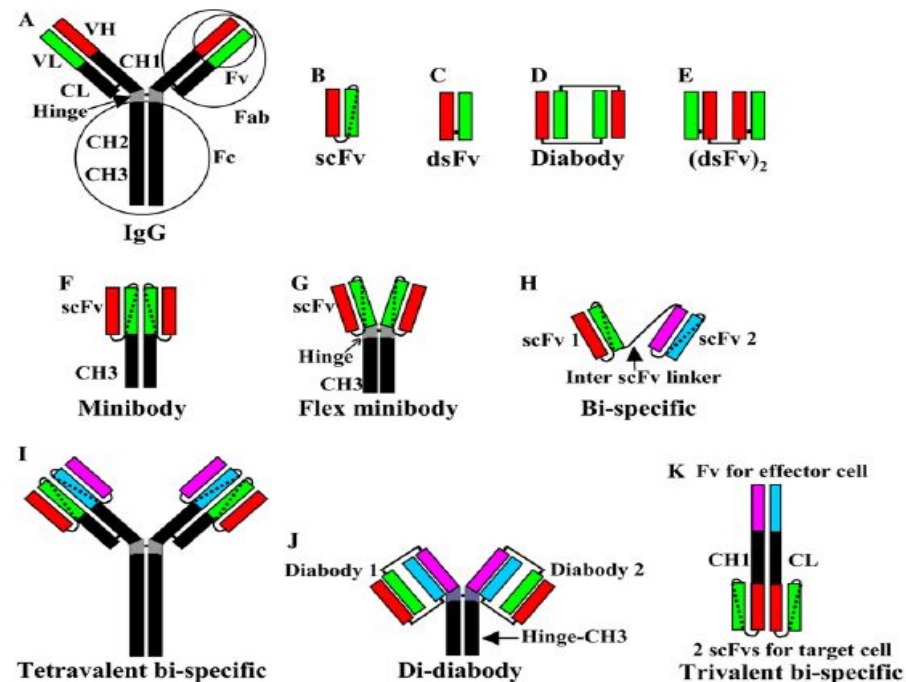 A
VH
VL
CH1
CL
Hinge
Fv
Fab
CH2
CH3
Fc
IgG
B
scFv
C
dsFv
D
Diabody
E
(dsFv)2
F
scFv
CH3
Minibody
G
scFv
Hinge
CH3
Flex minibody
H
scFv 1
scFv 2
Inter scFv linker
Bi-specific
I
Tetravalent bi-specific
J
Diabody 1
Diabody 2
Hinge-CH3
Di-diabody
K Fv for effector cell
CH1
CL
2 scFvs for target cell
Trivalent bi-specific